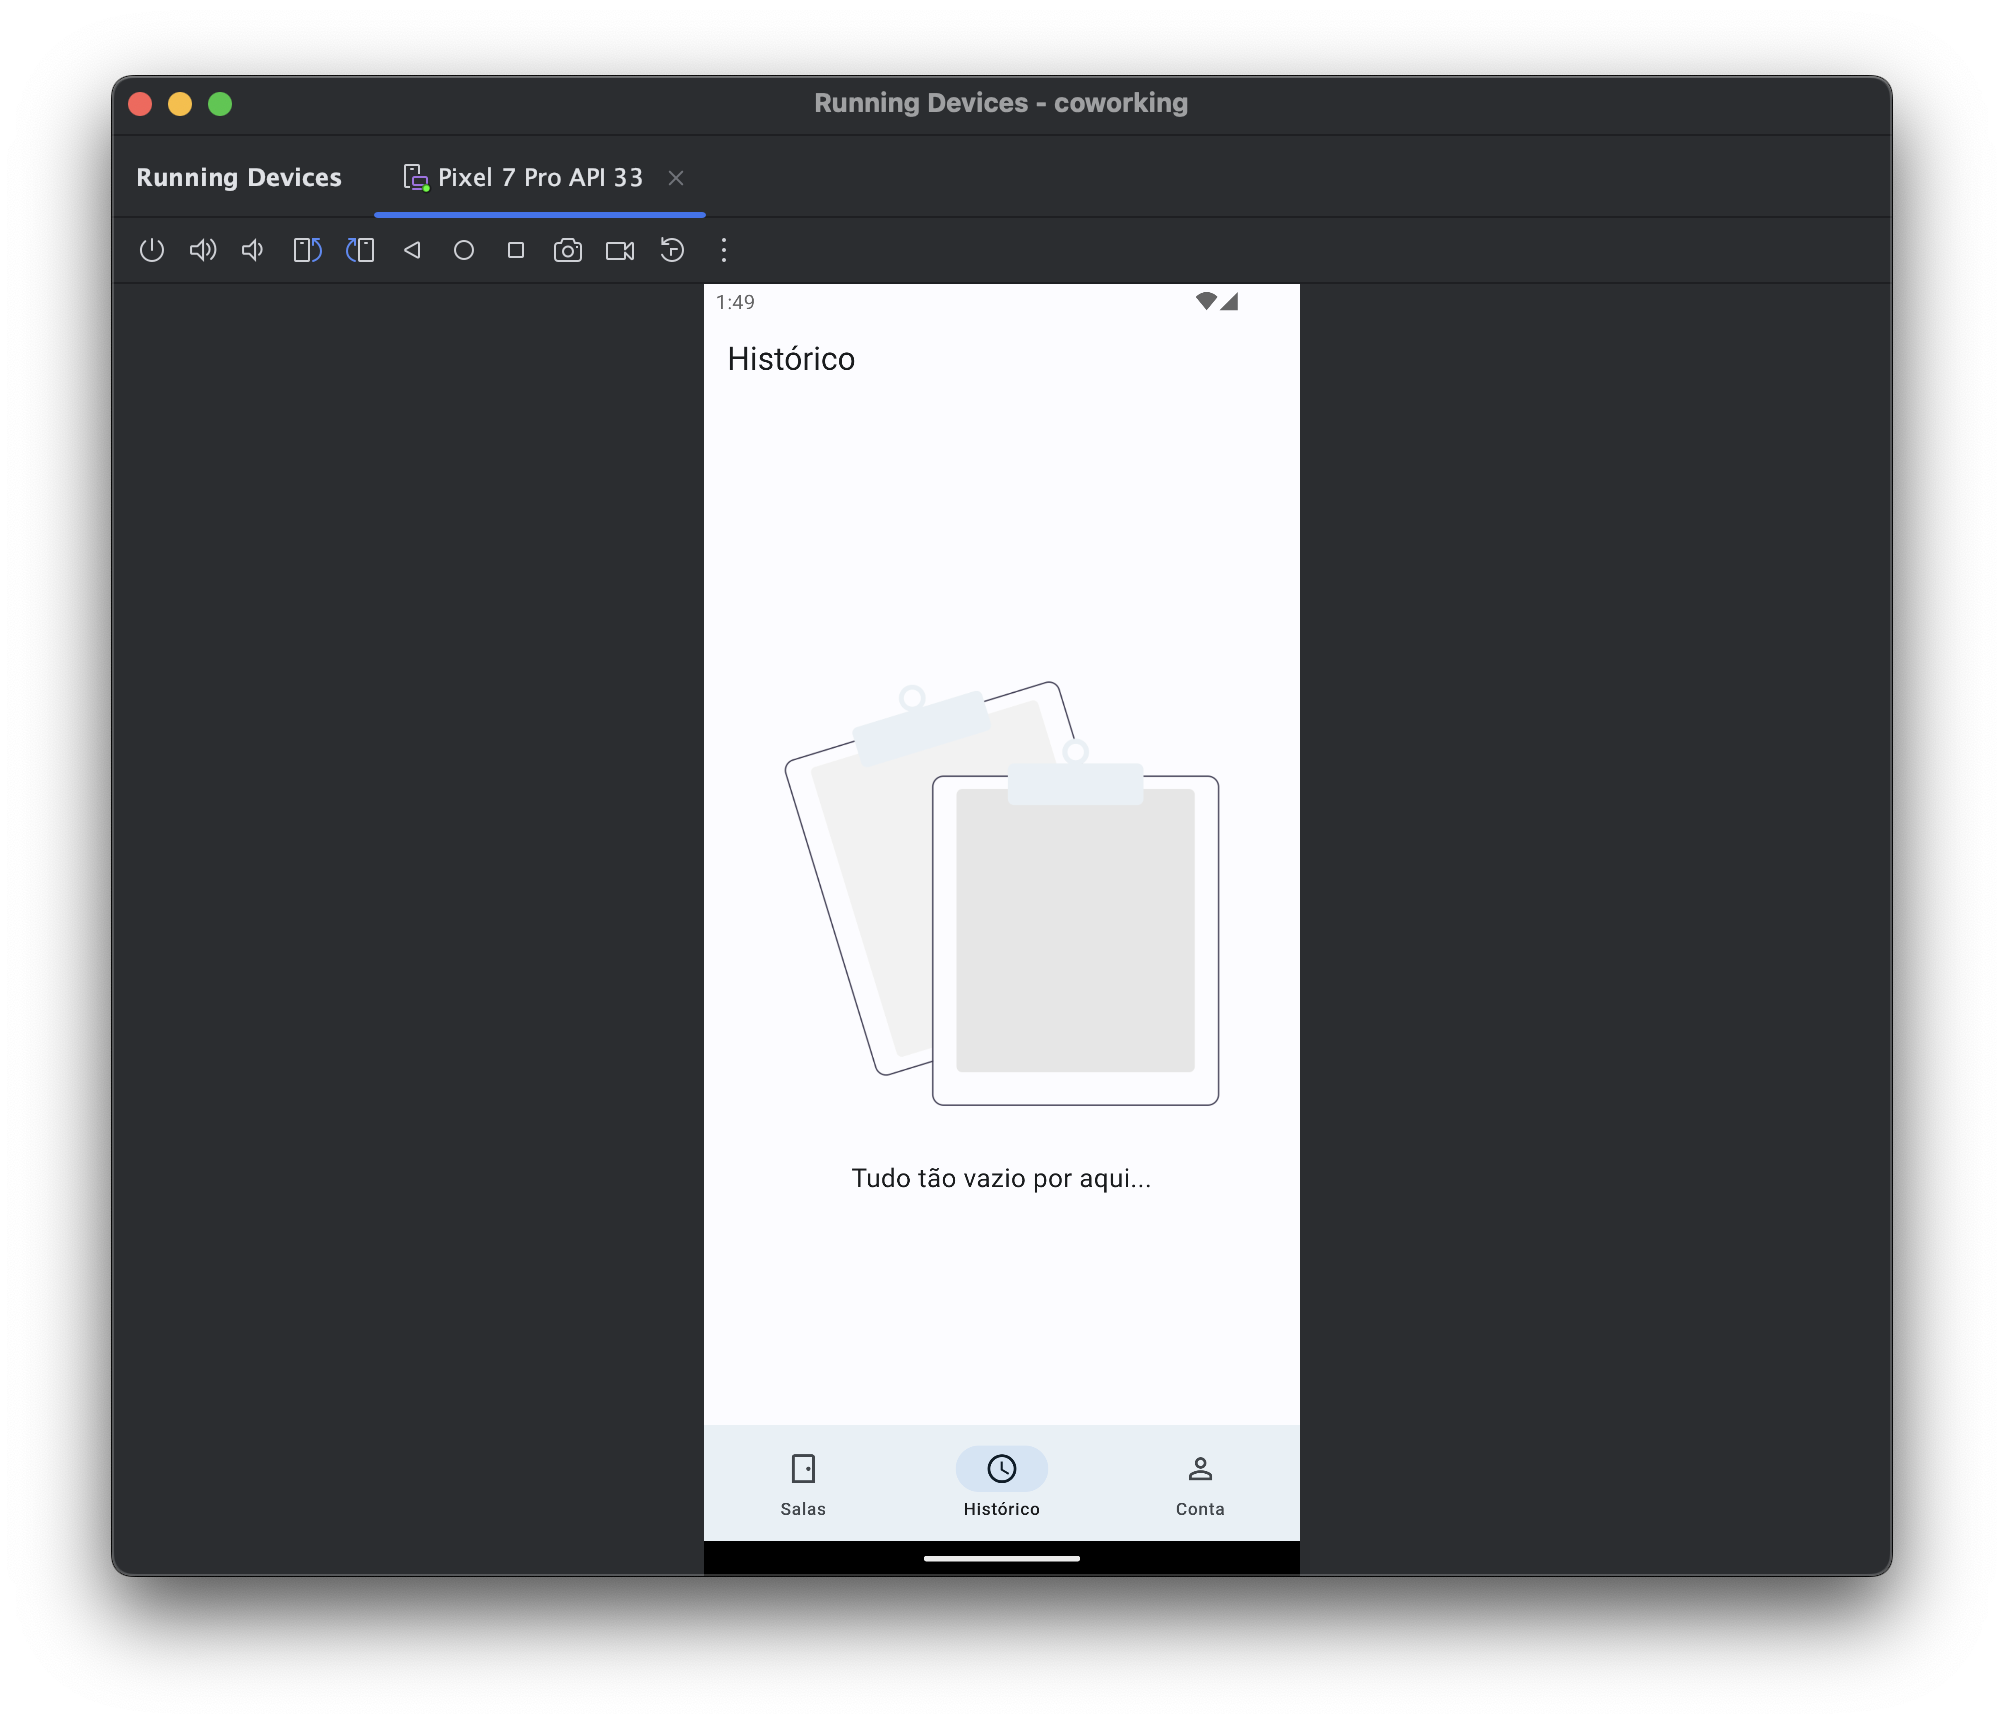 Running Devices - coworking
Running Devices
Pixel 7 Pro API 33
1:49
Histórico
Tudo tão vazio por aqui...
Salas
Histórico
Conta